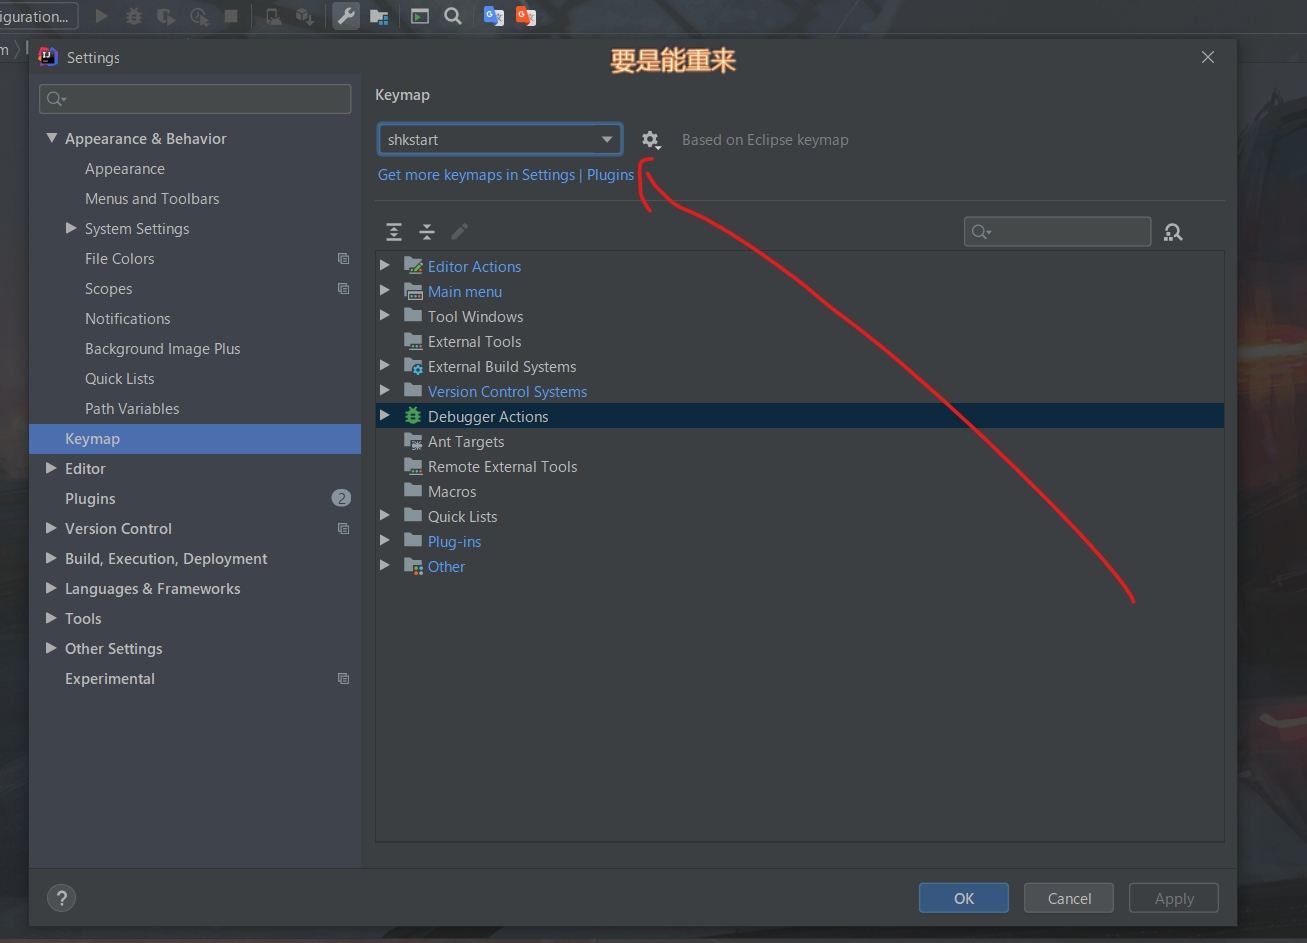 iguration...
m
Settings
要是能重来
Keymap
shkstart
Based on Eclipse keymap
Get more keymaps in Settings | Plugins
Appearance & Behavior
Appearance
Menus and Toolbars
System Settings
File Colors
Scopes
Notifications
Background Image Plus
Quick Lists
Path Variables
Keymap
Editor
Plugins
2
Version Control
Build, Execution, Deployment
Languages & Frameworks
Tools
Other Settings
Experimental
Editor Actions
Main menu
Tool Windows
External Tools
External Build Systems
Version Control Systems
Debugger Actions
Ant Targets
Remote External Tools
Macros
Quick Lists
Plug-ins
Other
?
OK
Cancel
Apply